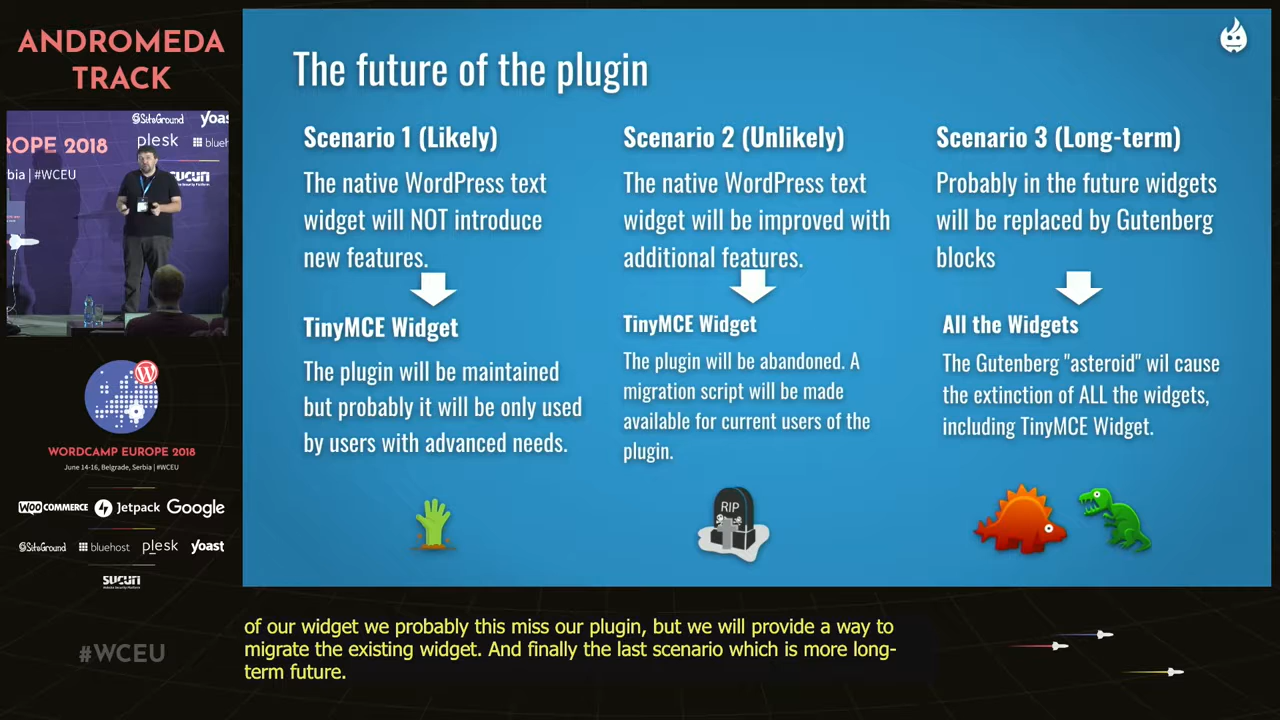 ANDROMEDA
TRACK
SiteGround
yoas
plesk
blueh
ROPE 2018
bia | #WCEU
sucuri
WORDCAMP EUROPE 2018
June 14-16, Belgrade, Serbia | #WCEU
WOO COMMERCE
Jetpack
Google
SiteGround
bluehost
plesk
yoast
sucuri
Website Security Platform
#WCEU
The future of the plugin
Scenario 1 (Likely)
The native WordPress text
widget will NOT introduce
new features.
TinyMCE Widget
The plugin will be maintained
but probably it will be only used
by users with advanced needs.
Scenario 2 (Unlikely)
The native WordPress text
widget will be improved with
additional features.
TinyMCE Widget
The plugin will be abandoned. A
migration script will be made
available for current users of the
plugin.
RIP
Scenario 3 (Long-term)
Probably in the future widgets
will be replaced by Gutenberg
blocks
All the Widgets
The Gutenberg "asteroid" wil cause
the extinction of ALL the widgets,
including TinyMCE Widget.
of our widget we probably this miss our plugin, but we will provide a way to
migrate the existing widget. And finally the last scenario which is more long-
term future.